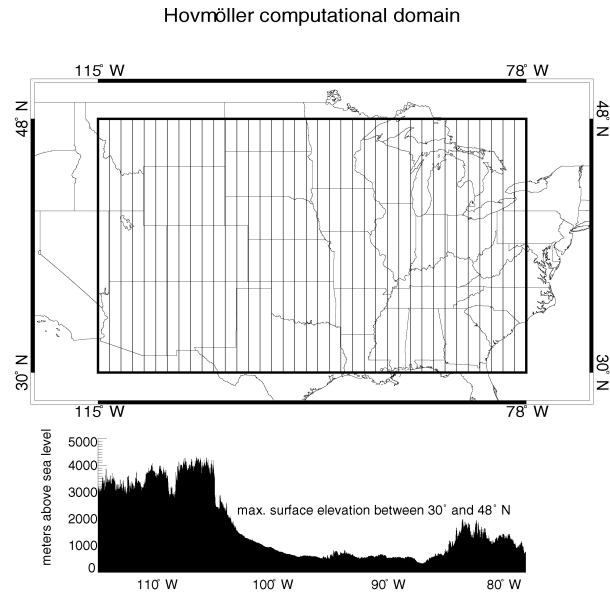 Hovmöller computational domain
115° W 78° W
48° N 48° N
30° N 30° N
115° W 78° W
meters above sea level
5000
4000
3000
2000
1000
0
max. surface elevation between 30° and 48° N
110° W 100° W 90° W 80° W